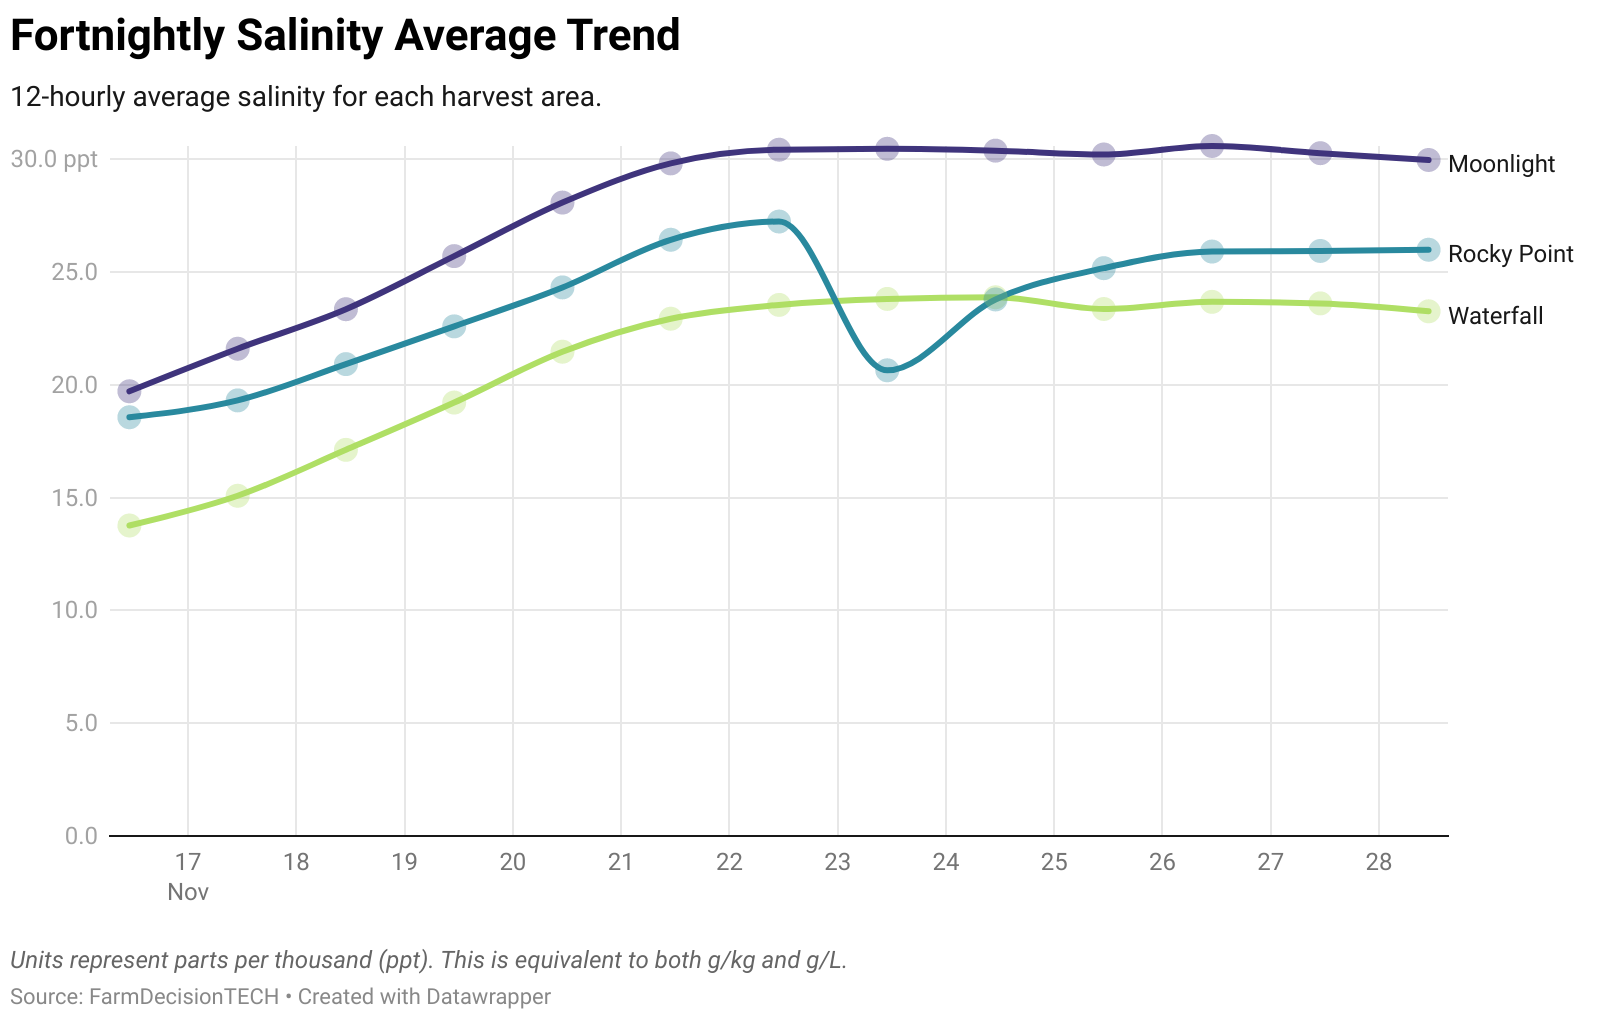 Fortnightly Salinity Average Trend
12-hourly average salinity for each harvest area.
30.0 ppt
Moonlight
Rocky Point
25.0
Waterfall
20.0
15.0
10.0
5.0
0.0
17 18 19 20 21 22 23 24 25 26 27 28
Nov
Units represent parts per thousand (ppt). This is equivalent to both g/kg and g/L.
Source: FarmDecisionTECH • Created with Datawrapper